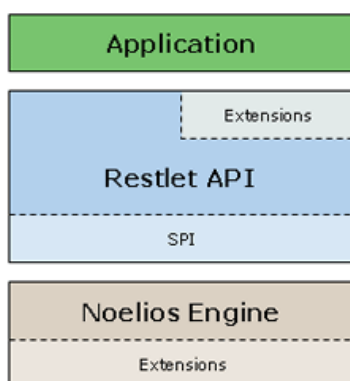 Application
Extensions
Restlet API
SPI
Noelios Engine
Extensions